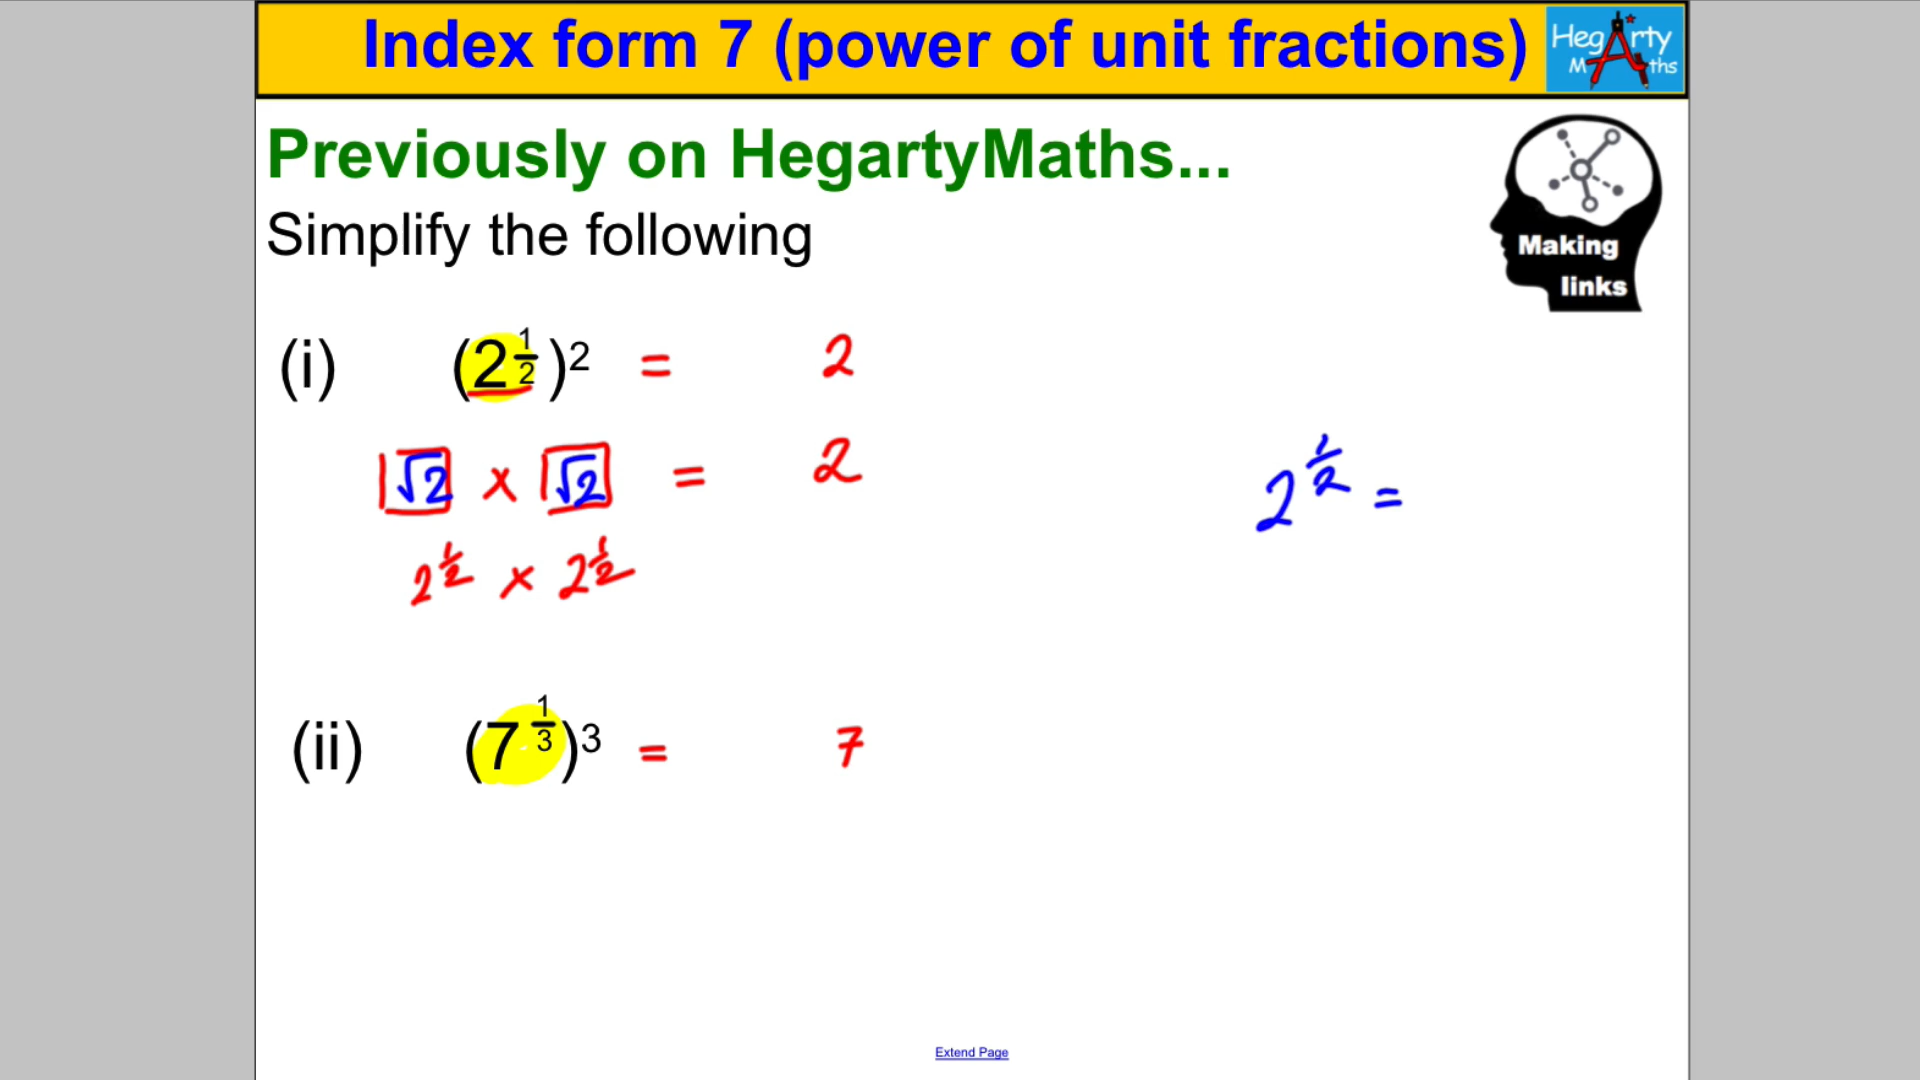 Index form 7 (power of unit fractions)
HegArty
MAths
Previously on HegartyMaths...
Simplify the following
Making
links
(i) (2^{1/2})^2 = 2
√2 × √2 = 2
2^{1/2} × 2^{1/2}
2^{1/2} =
(ii) (7^{1/3})^3 = 7
Extend Page